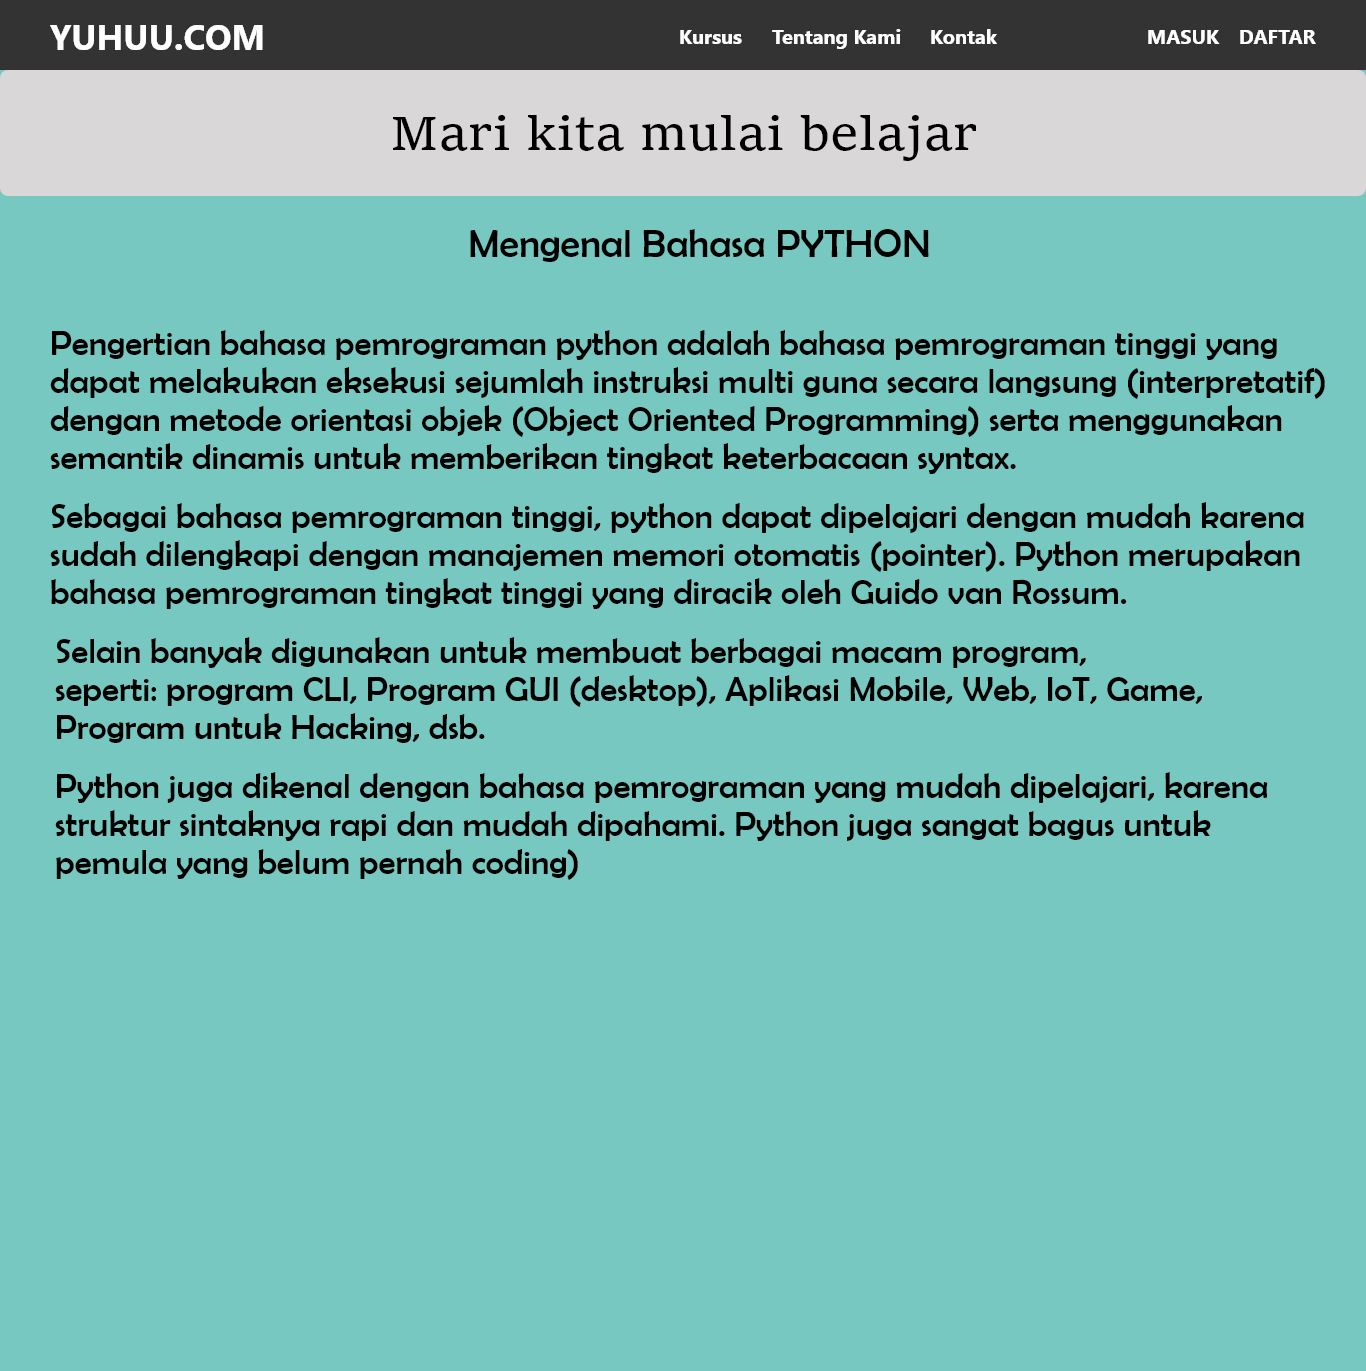 YUHUU.COM
Kursus Tentang Kami Kontak MASUK DAFTAR
Mari kita mulai belajar
Mengenal Bahasa PYTHON
Pengertian bahasa pemrograman python adalah bahasa pemrograman tinggi yang
dapat melakukan eksekusi sejumlah instruksi multi guna secara langsung (interpretatif)
dengan metode orientasi objek (Object Oriented Programming) serta menggunakan
semantik dinamis untuk memberikan tingkat keterbacaan syntax.
Sebagai bahasa pemrograman tinggi, python dapat dipelajari dengan mudah karena
sudah dilengkapi dengan manajemen memori otomatis (pointer). Python merupakan
bahasa pemrograman tingkat tinggi yang diracik oleh Guido van Rossum.
Selain banyak digunakan untuk membuat berbagai macam program,
seperti: program CLI, Program GUI (desktop), Aplikasi Mobile, Web, IoT, Game,
Program untuk Hacking, dsb.
Python juga dikenal dengan bahasa pemrograman yang mudah dipelajari, karena
struktur sintaknya rapi dan mudah dipahami. Python juga sangat bagus untuk
pemula yang belum pernah coding)